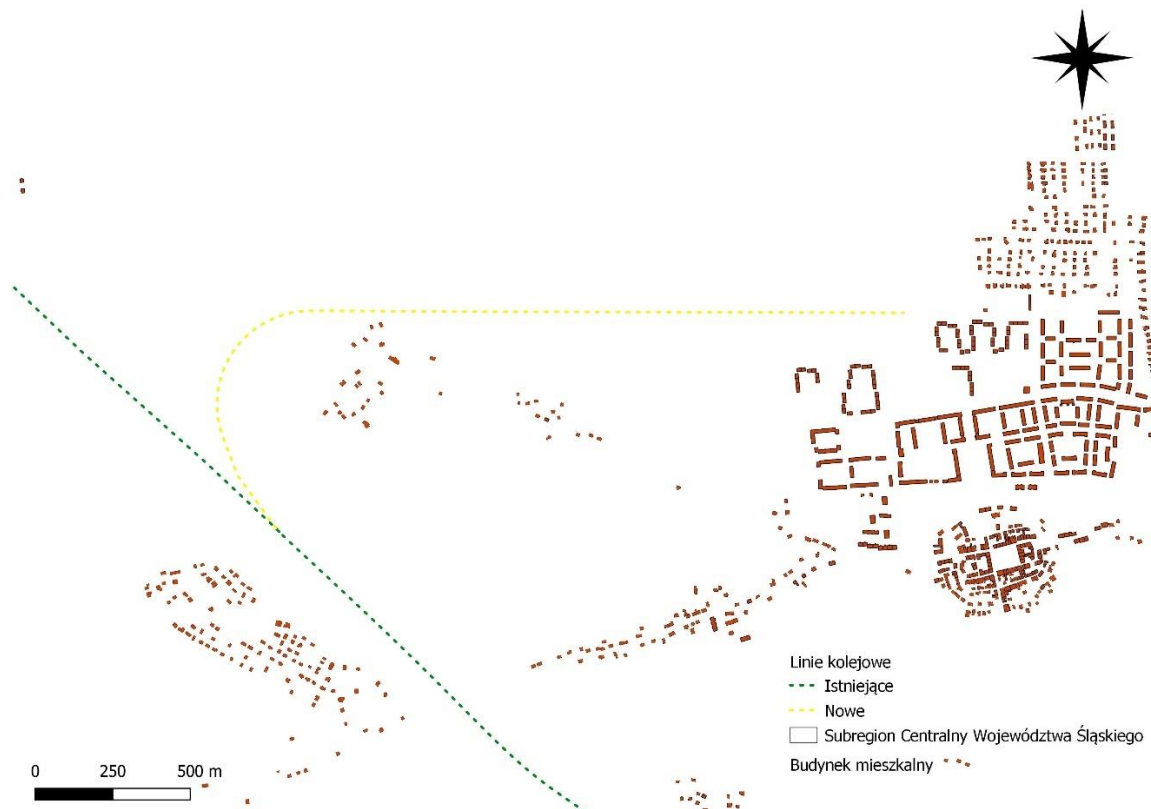 Linie kolejowe
Istniejące
Nowe
Subregion Centralny Województwa Śląskiego
Budynek mieszkalny
0 250 500 m